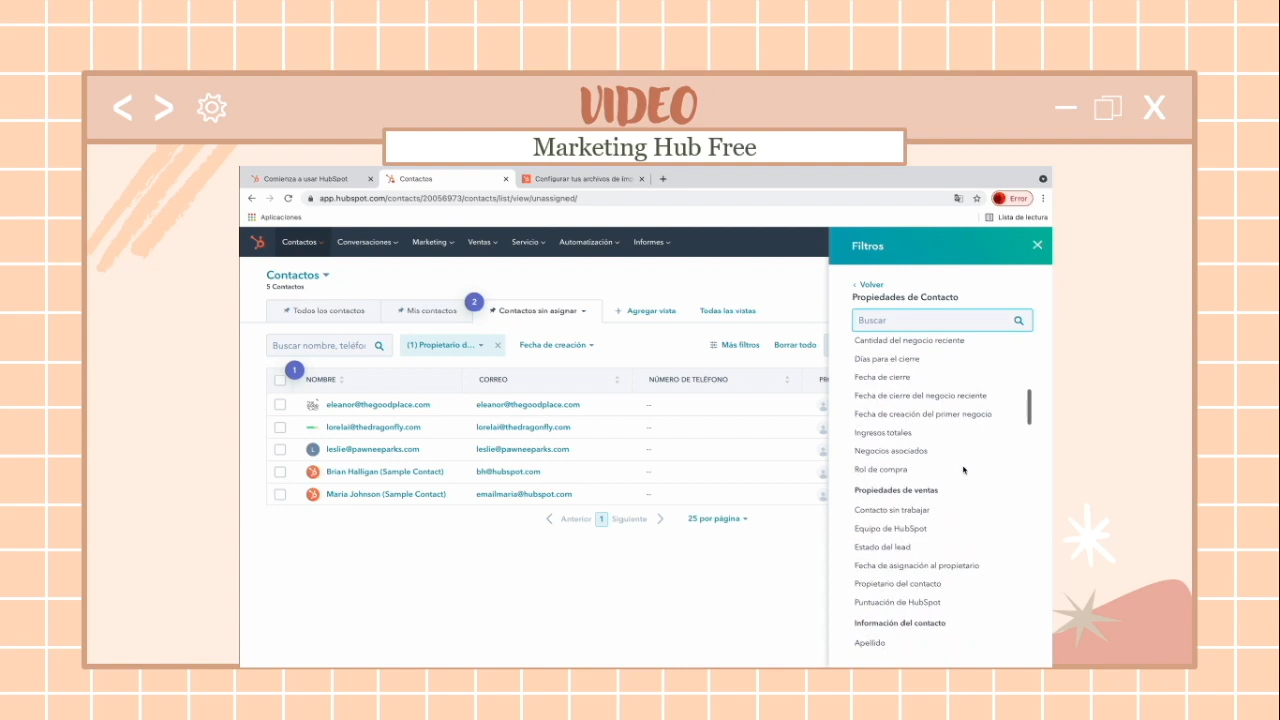 VIDEO
Marketing Hub Free
Comienza a usar HubSpot
Contactos
Configurar tus archivos de im
app.hubspot.com/contacts/20056973/contacts/list/view/unassigned/
Error
Aplicaciones
Lista de lectura
Contactos
Conversaciones
Marketing
Ventas
Servicio
Automatización
Informes
Contactos
5 Contactos
Todos los contactos
Mis contactos
2
Contactos sin asignar
+ Agregar vista
Todas las vistas
Buscar nombre, teléfo
(1) Propietario d...
Fecha de creación
Más filtros
Borrar todo
1
NOMBRE
CORREO
NÚMERO DE TELÉFONO
eleanor@thegoodplace.com
eleanor@thegoodplace.com
--
lorelai@thedragonfly.com
lorelai@thedragonfly.com
--
L
leslie@pawneeparks.com
leslie@pawneeparks.com
--
Brian Halligan (Sample Contact)
bh@hubspot.com
--
Maria Johnson (Sample Contact)
emailmaria@hubspot.com
--
Anterior
1
Siguiente
25 por página
Filtros
Volver
Propiedades de Contacto
Buscar
Cantidad del negocio reciente
Días para el cierre
Fecha de cierre
Fecha de cierre del negocio reciente
Fecha de creación del primer negocio
Ingresos totales
Negocios asociados
Rol de compra
Propiedades de ventas
Contacto sin trabajar
Equipo de HubSpot
Estado del lead
Fecha de asignación al propietario
Propietario del contacto
Puntuación de HubSpot
Información del contacto
Apellido